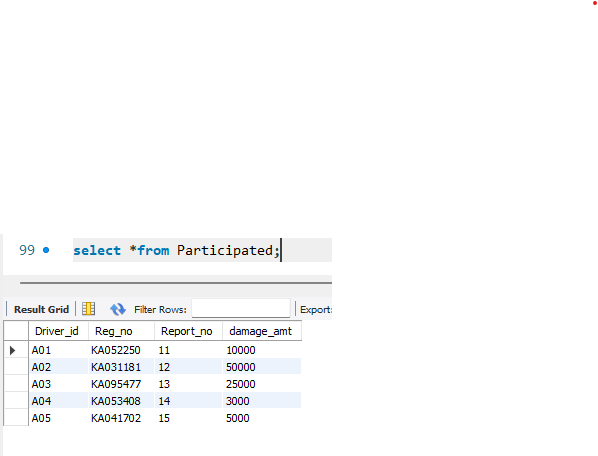 99 select *from Participated;
Result Grid Filter Rows: Export:
Driver_id Reg_no Report_no damage_amt
A01 KA052250 11 10000
A02 KA031181 12 50000
A03 KA095477 13 25000
A04 KA053408 14 3000
A05 KA041702 15 5000